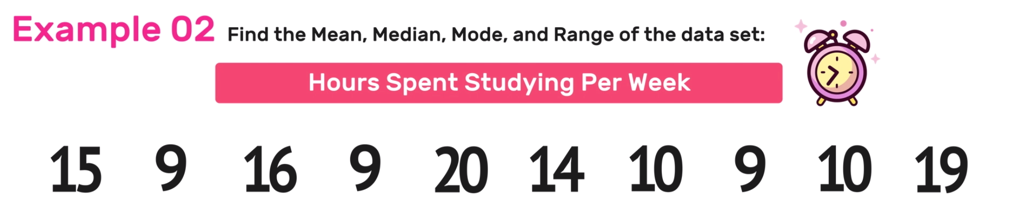 Example 02 Find the Mean, Median, Mode, and Range of the data set:
Hours Spent Studying Per Week
15 9 16 9 20 14 10 9 10 19